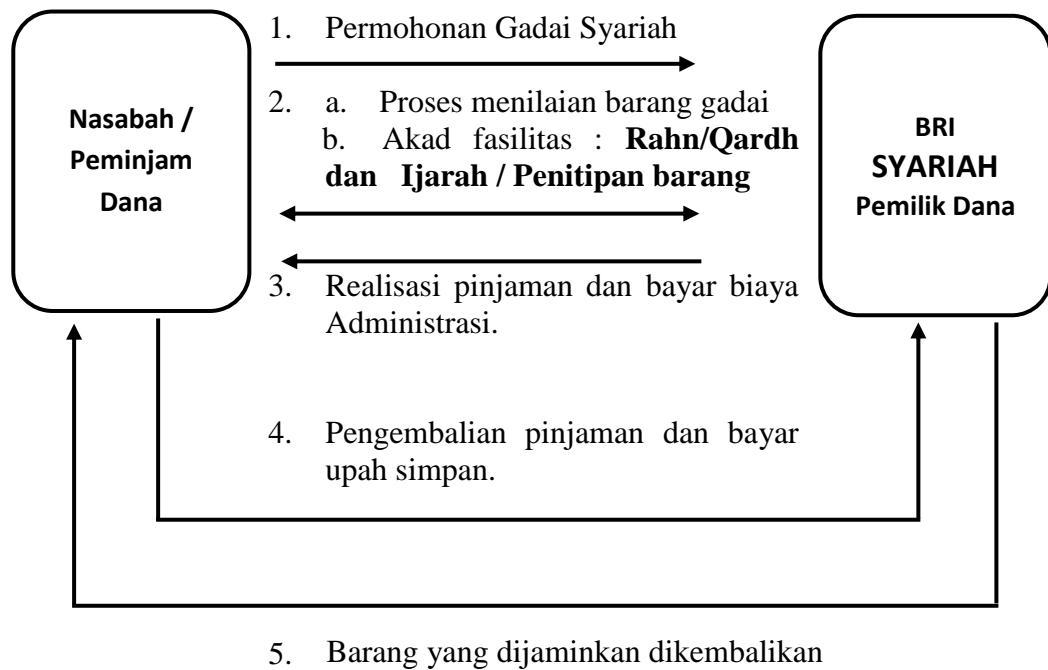 Nasabah /
Peminjam
Dana
1. Permohonan Gadai Syariah
2. a. Proses menilaian barang gadai
b. Akad fasilitas : Rahn/Qardh
dan Ijarah / Penitipan barang
3. Realisasi pinjaman dan bayar biaya
Administrasi.
4. Pengembalian pinjaman dan bayar
upah simpan.
5. Barang yang dijaminkan dikembalikan
BRI
SYARIAH
Pemilik Dana